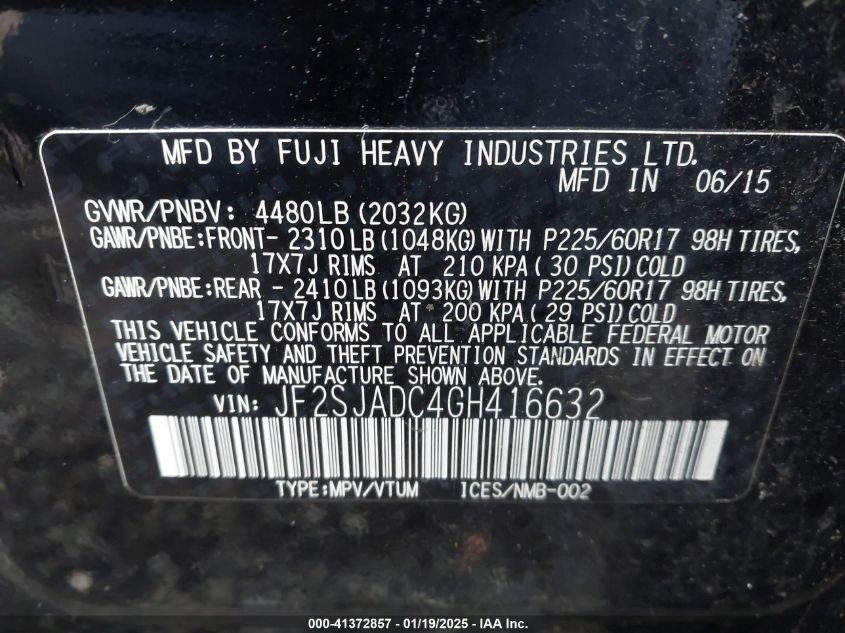 MFD BY FUJI HEAVY INDUSTRIES LTD.
MFD IN 06/15
GVWR/PNBV: 4480LB (2032KG)
GAWR/PNBE:FRONT- 2310LB (1048KG) WITH P225/60R17 98H TIRES,
17X7J RIMS AT 210 KPA ( 30 PSI) COLD
GAWR/PNBE:REAR - 2410LB (1093KG) WITH P225/60R17 98H TIRES,
17X7J RIMS AT 200 KPA ( 29 PSI) COLD
THIS VEHICLE CONFORMS TO ALL APPLICABLE FEDERAL MOTOR
VEHICLE SAFETY AND THEFT PREVENTION STANDARDS IN EFFECT ON
THE DATE OF MANUFACTURE SHOWN ABOVE.
VIN: JF2SJADC4GH416632
TYPE:MPV/VTUM ICES/NMB-002
000-41372857 - 01/19/2025 - IAA Inc.